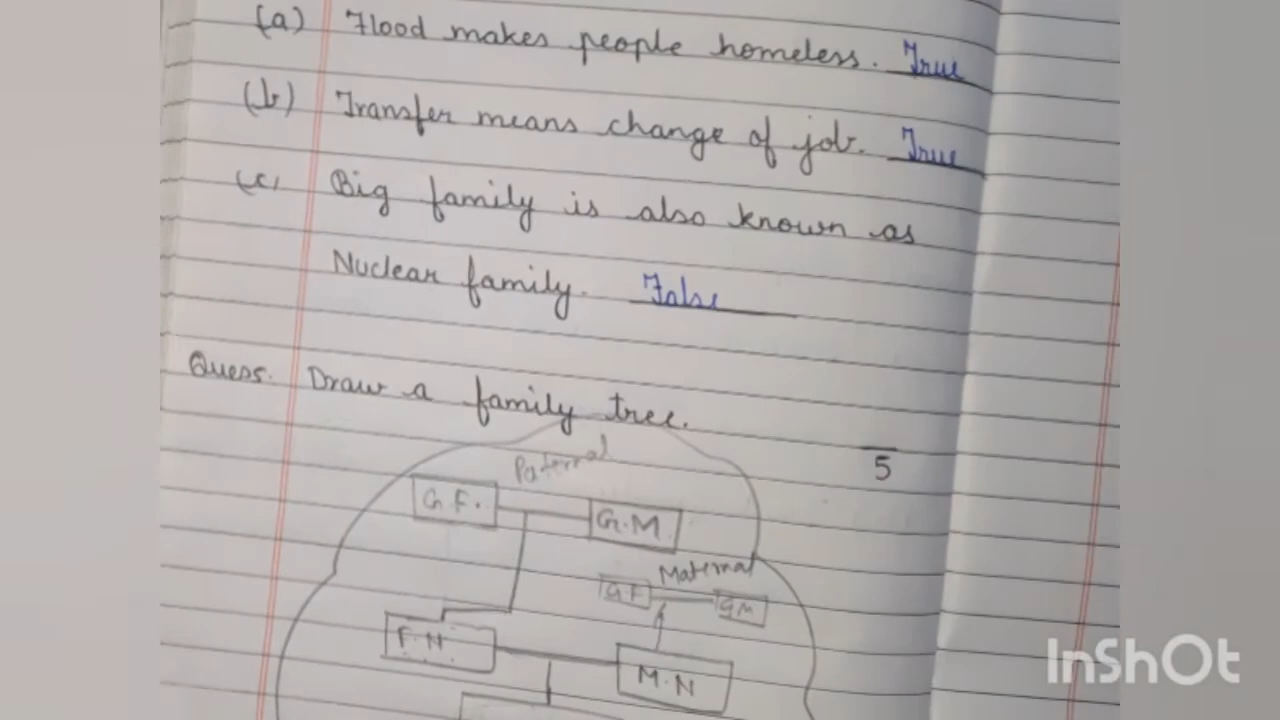 (a) Flood makes people homeless. True
(b) Transfer means change of job. True
(c) Big family is also known as
Nuclear family. False
Quess. Draw a family tree.
5
Paternal
G.F. G.M.
Maternal
G.F G.M
F.N. M.N
InShOt